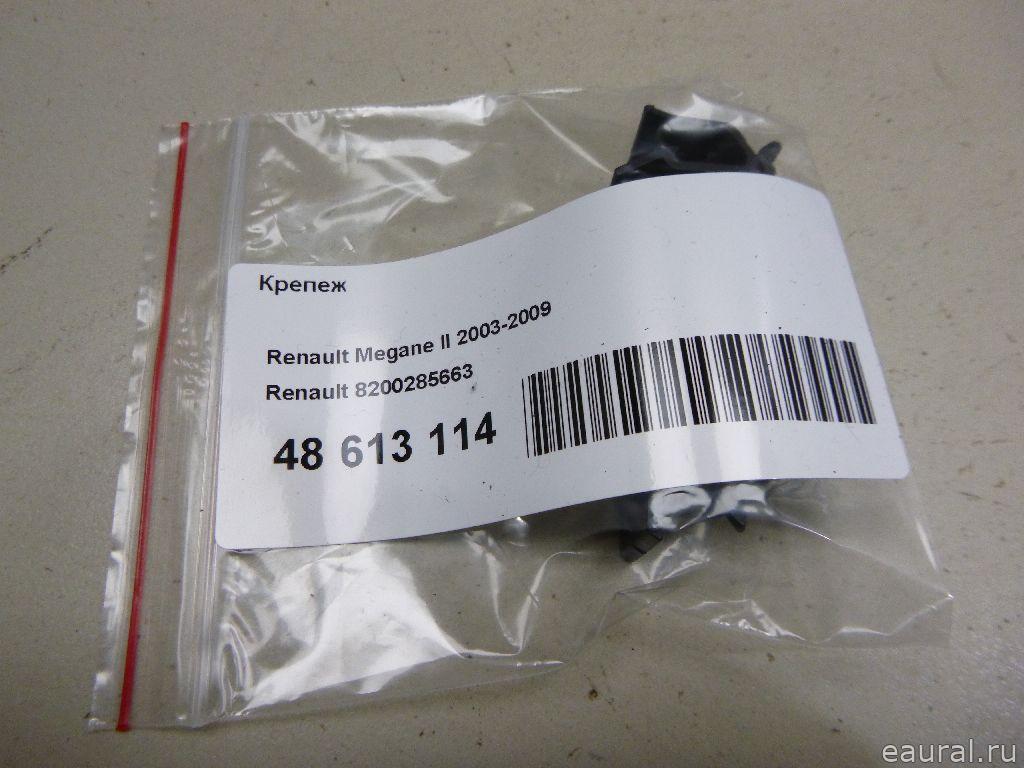 Крепеж
Renault Megane II 2003-2009
Renault 8200285663
48 613 114
eaural.ru